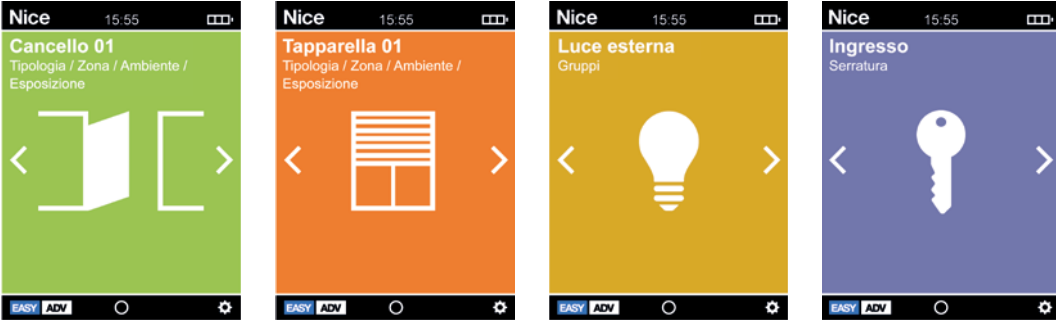 Nice 15:55
Cancello 01
Tipologia / Zona / Ambiente /
Esposizione
EASY ADV
Nice 15:55
Tapparella 01
Tipologia / Zona / Ambiente /
Esposizione
EASY ADV
Nice 15:55
Luce esterna
Gruppi
EASY ADV
Nice 15:55
Ingresso
Serratura
EASY ADV